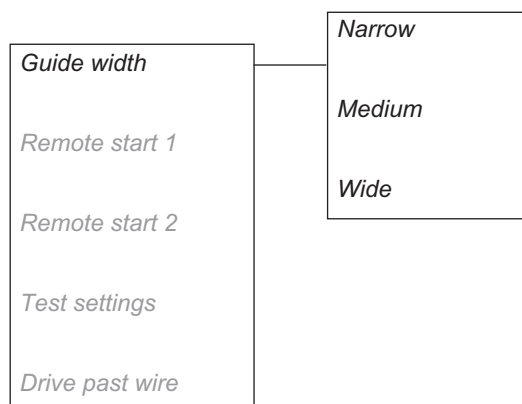 Guide width
Remote start 1
Remote start 2
Test settings
Drive past wire
Narrow
Medium
Wide